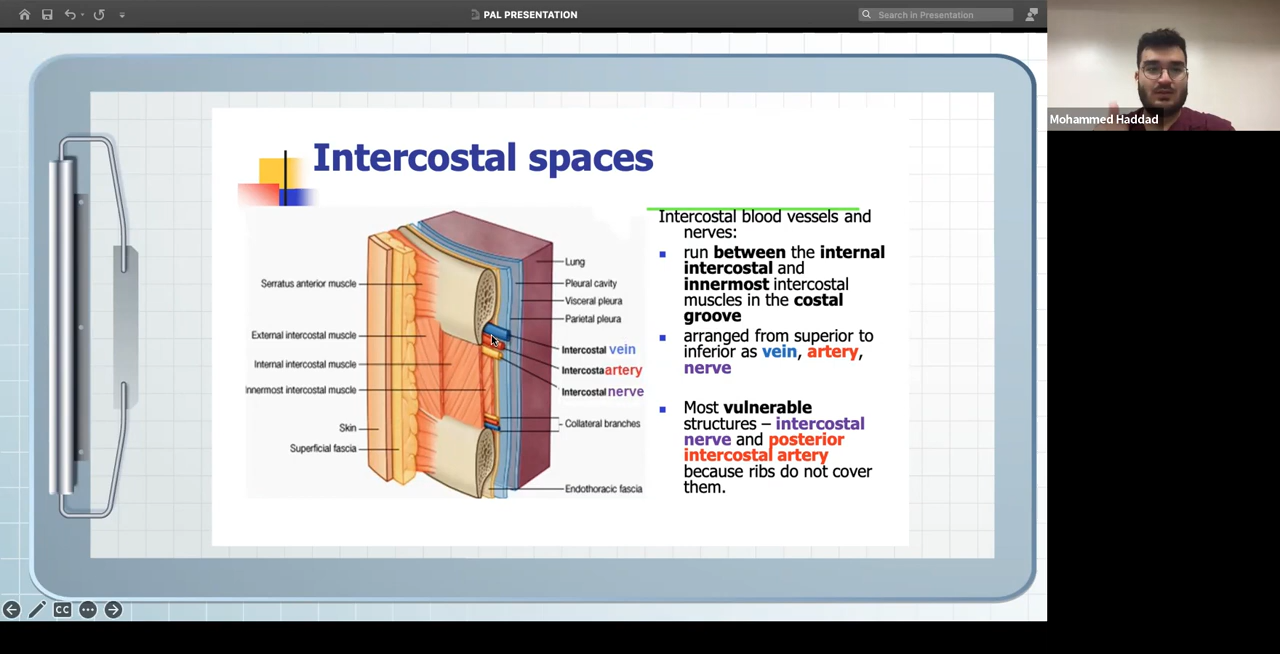 PAL PRESENTATION
Search in Presentation
Mohammed Haddad
Intercostal spaces
Serratus anterior muscle
External intercostal muscle
Internal intercostal muscle
nnermost intercostal muscle
Skin
Superficial fascia
Lung
Pleural cavity
Visceral pleura
Parietal pleura
Intercostal vein
Intercostaartery
Intercostal nerve
Collateral branches
Endothoracic fascia
Intercostal blood vessels and
nerves:
run between the internal
intercostal and
innermost intercostal
muscles in the costal
groove
arranged from superior to
inferior as vein, artery,
nerve
Most vulnerable
structures – intercostal
nerve and posterior
intercostal artery
because ribs do not cover
them.
CC